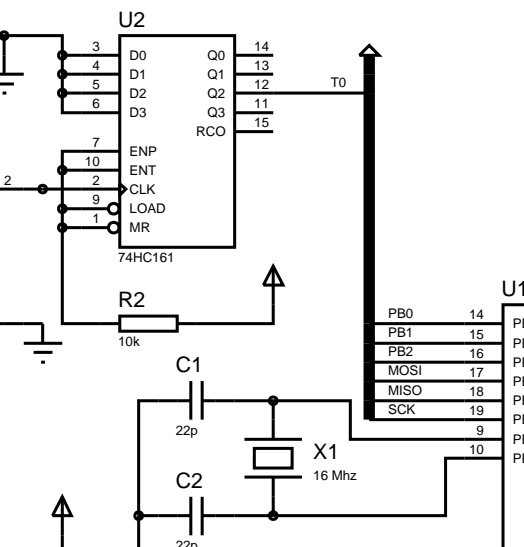 U2
3 D0 Q0 14
4 D1 Q1 13
5 D2 Q2 12 T0
6 D3 Q3 11
RCO 15
7 ENP
10 ENT
2 2 CLK
9 LOAD
1 MR
74HC161
U1
R2
10k
PB0 14
PB1 15
PB2 16
MOSI 17
MISO 18
SCK 19
9
10
C1
22p
X1
16 Mhz
C2
22p